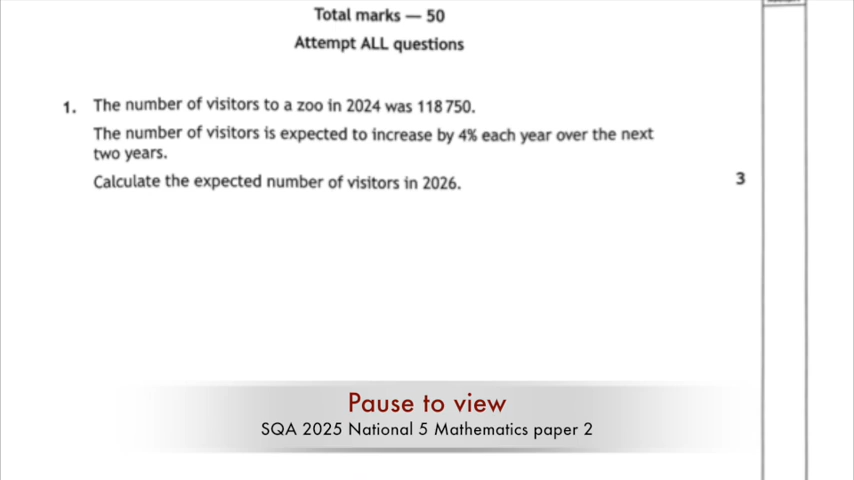 Total marks — 50
Attempt ALL questions
1. The number of visitors to a zoo in 2024 was 118 750.
The number of visitors is expected to increase by 4% each year over the next
two years.
Calculate the expected number of visitors in 2026.
3
Pause to view
SQA 2025 National 5 Mathematics paper 2